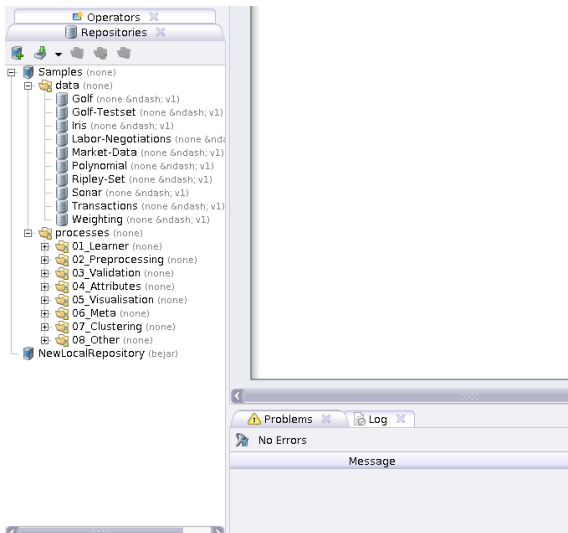 Operators
Repositories
Samples (none)
data (none)
Golf (none &ndash; v1)
Golf-Testset (none &ndash; v1)
Iris (none &ndash; v1)
Labor-Negotiations (none &nda
Market-Data (none &ndash; v1)
Polynomial (none &ndash; v1)
Ripley-Set (none &ndash; v1)
Sonar (none &ndash; v1)
Transactions (none &ndash; v1)
Weighting (none &ndash; v1)
processes (none)
01_Learner (none)
02_Preprocessing (none)
03_Validation (none)
04_Attributes (none)
05_Visualisation (none)
06_Meta (none)
07_Clustering (none)
08_Other (none)
NewLocalRepository (bejar)
Problems Log
No Errors
Message